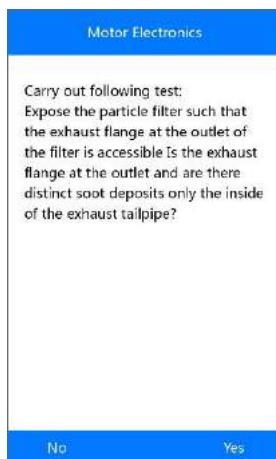 Motor Electronics
Carry out following test:
Expose the particle filter such that
the exhaust flange at the outlet of
the filter is accessible Is the exhaust
flange at the outlet and are there
distinct soot deposits only the inside
of the exhaust tailpipe?
No
Yes